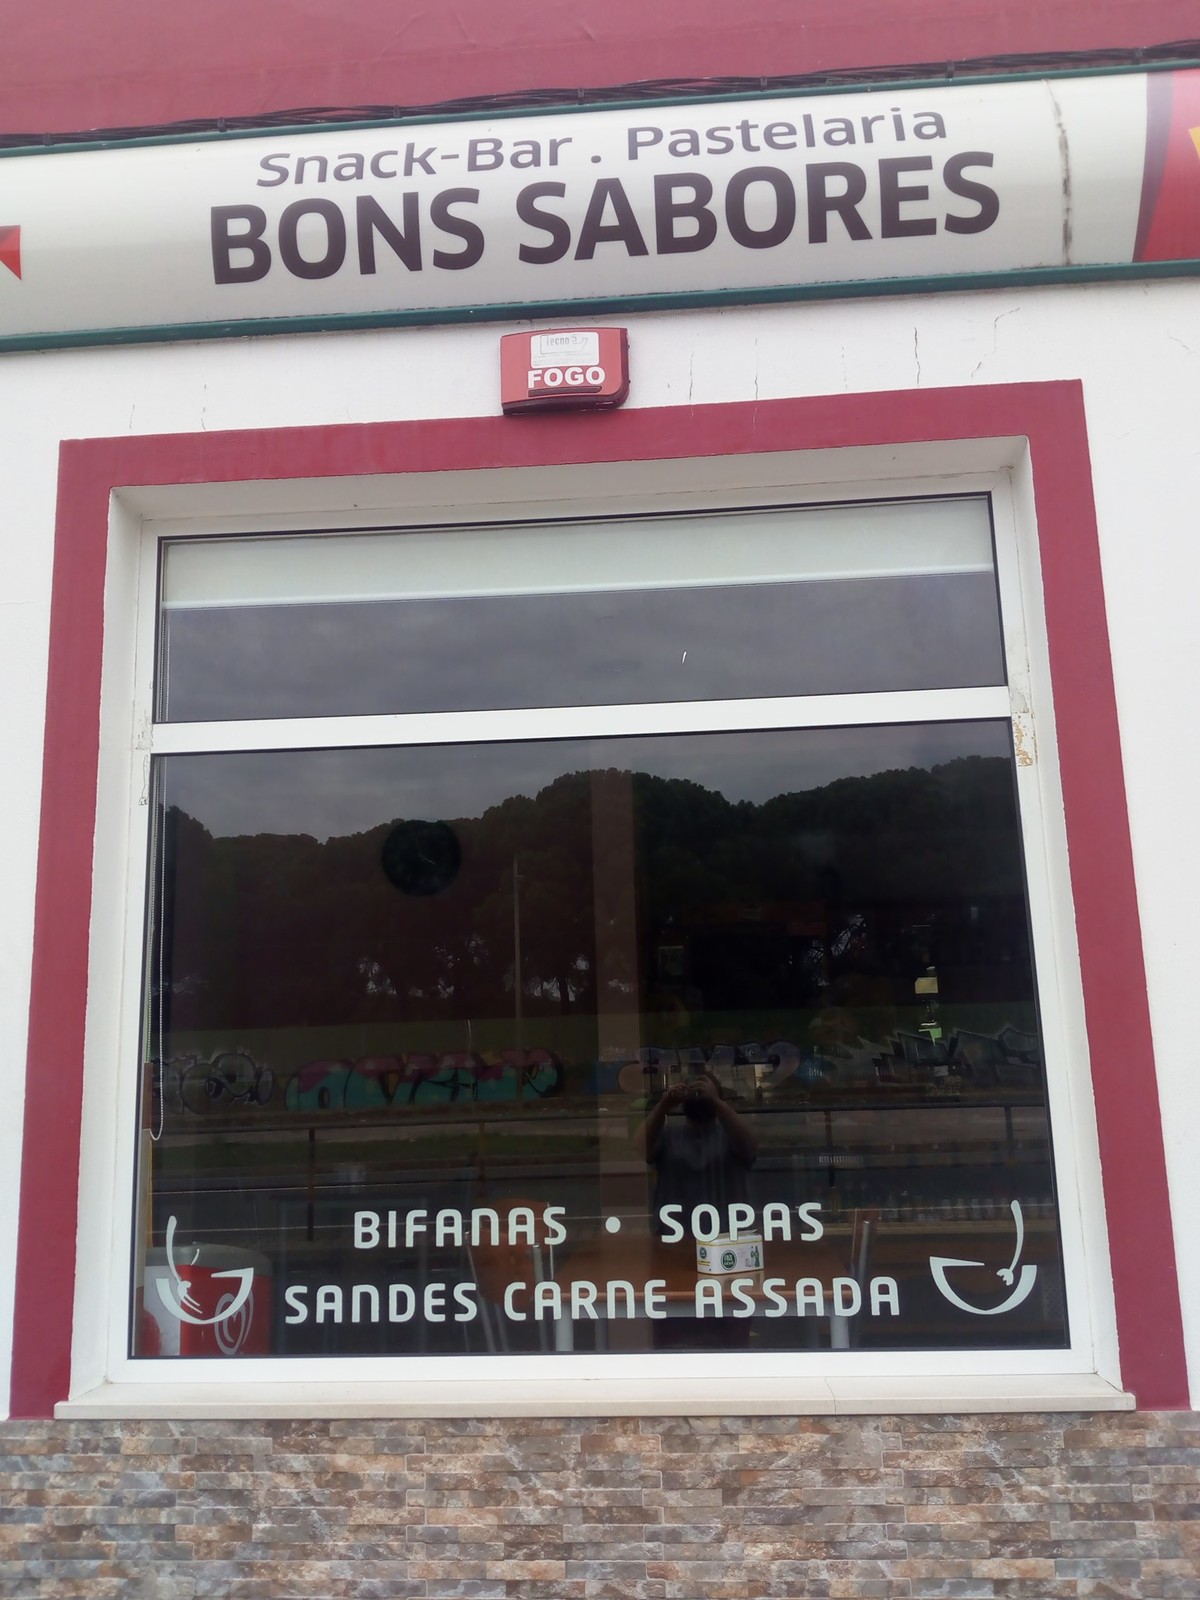 Snack-Bar . Pastelaria
BONS SABORES
FOGO
BIFANAS • SOPAS
SANDES CARNE ASSADA